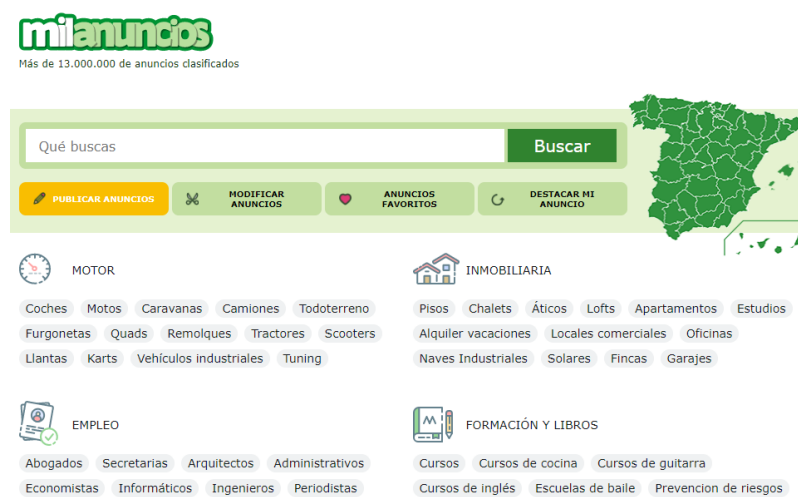 milanuncios
Más de 13.000.000 de anuncios clasificados
Qué buscas
Buscar
PUBLICAR ANUNCIOS
MODIFICAR
ANUNCIOS
ANUNCIOS
FAVORITOS
DESTACAR MI
ANUNCIO
MOTOR
Coches Motos Caravanas Camiones Todoterreno
Furgonetas Quads Remolques Tractores Scooters
Llantas Karts Vehículos industriales Tuning
INMOBILIARIA
Pisos Chalets Áticos Lofts Apartamentos Estudios
Alquiler vacaciones Locales comerciales Oficinas
Naves Industriales Solares Fincas Garajes
EMPLEO
Abogados Secretarias Arquitectos Administrativos
Economistas Informáticos Ingenieros Periodistas
FORMACIÓN Y LIBROS
Cursos Cursos de cocina Cursos de guitarra
Cursos de inglés Escuelas de baile Prevencion de riesgos